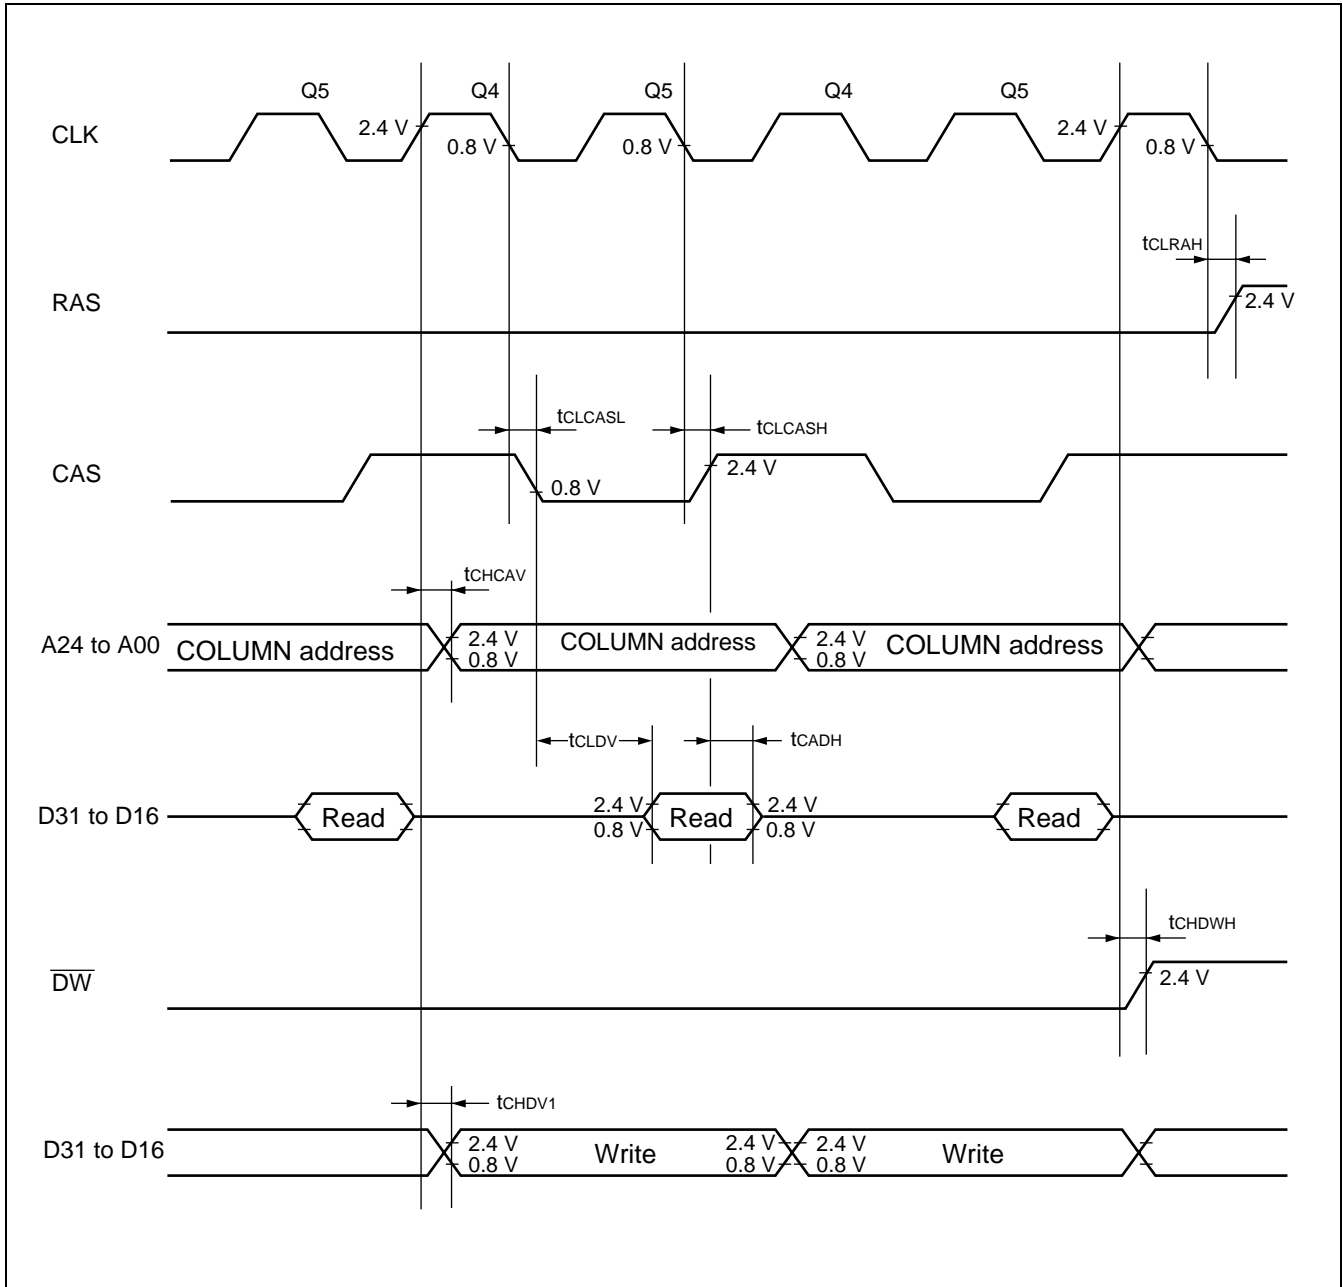 Q5 Q4 Q5 Q4 Q5
CLK 2.4 V 0.8 V 0.8 V 2.4 V 0.8 V
tCLRAH
RAS 2.4 V
tCLCASL tCLCASH
CAS 0.8 V 2.4 V
tCHCAV
A24 to A00 COLUMN address 2.4 V COLUMN address 2.4 V COLUMN address
0.8 V 0.8 V
tCLDV tCADH
D31 to D16 Read 2.4 V Read 2.4 V Read
0.8 V 0.8 V
tCHDWH
DW 2.4 V
tCHDV1
D31 to D16 2.4 V Write 2.4 V 2.4 V Write
0.8 V 0.8 V 0.8 V